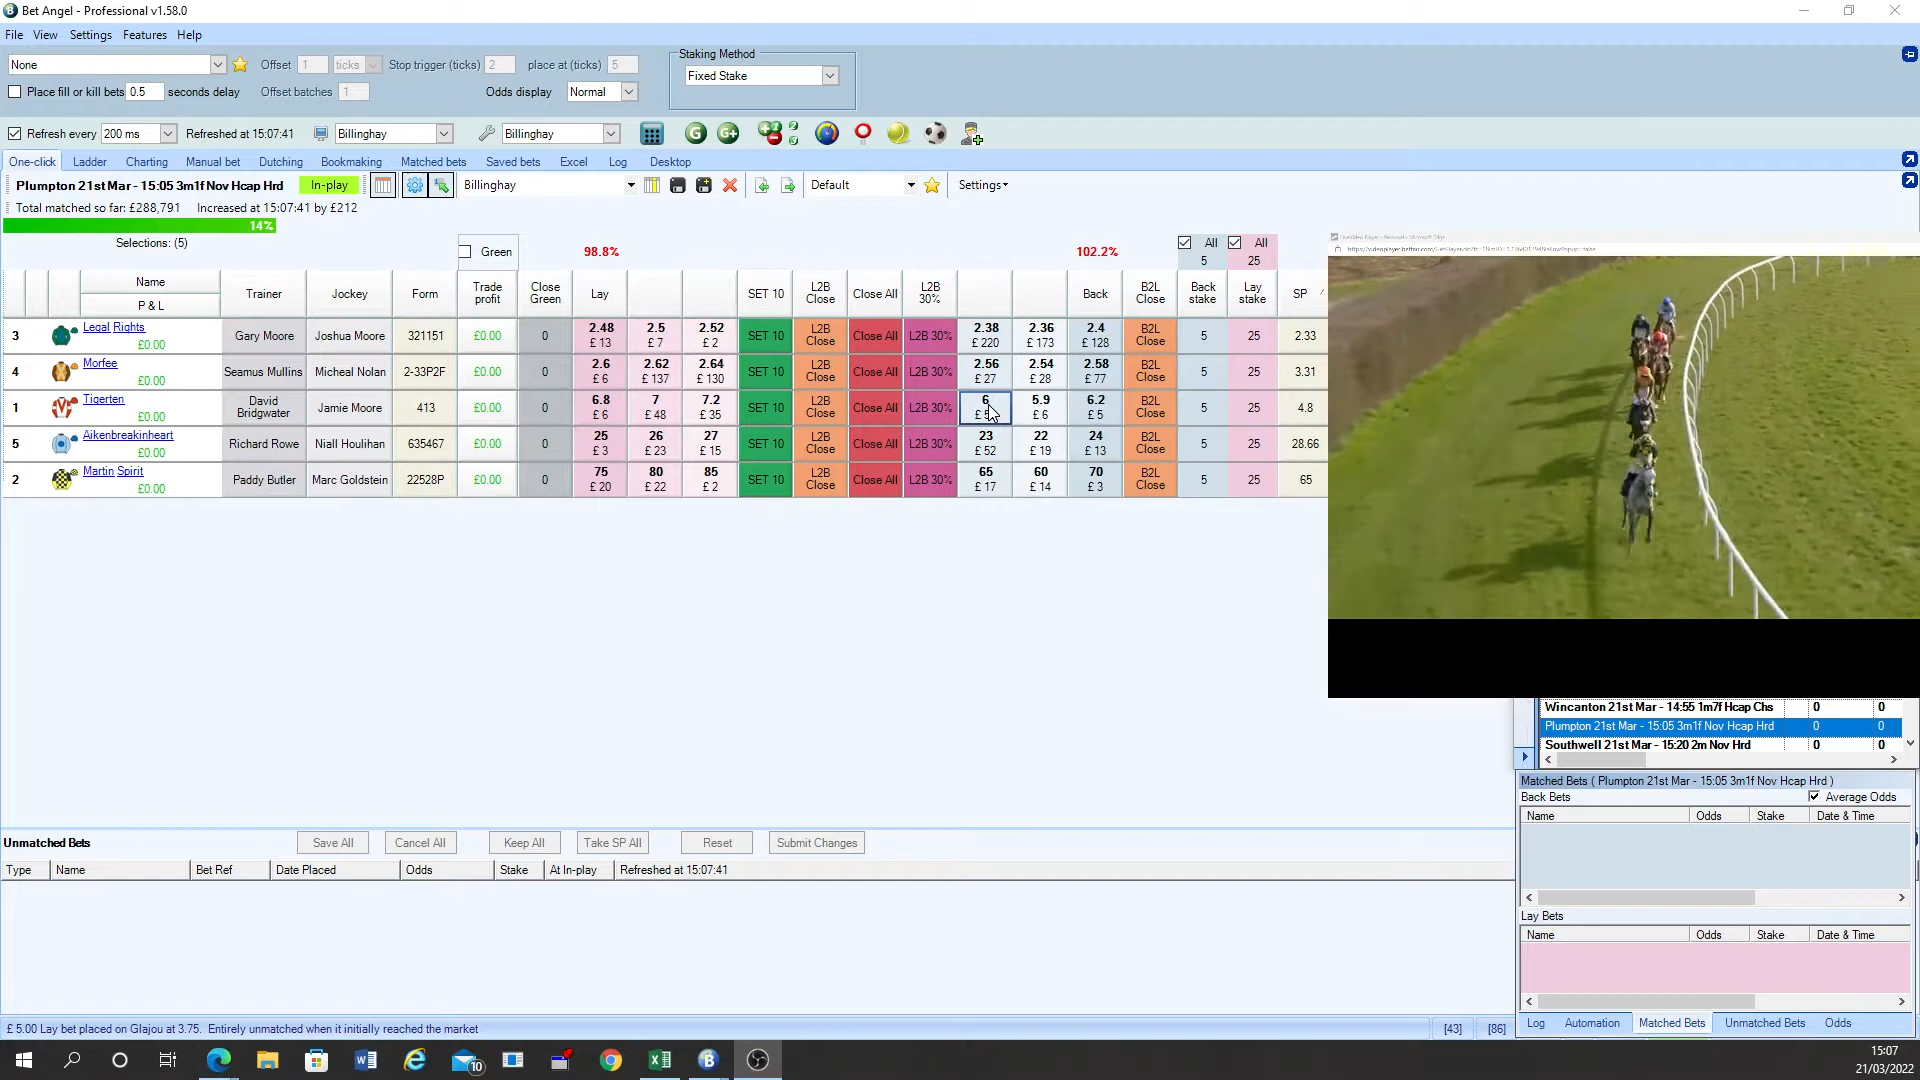 Bet Angel - Professional v1.58.0
File View Settings Features Help
None Offset 1 ticks Stop trigger (ticks) 2 place at (ticks) 5
Staking Method
Fixed Stake
Place fill or kill bets 0.5 seconds delay Offset batches 1 Odds display Normal
Refresh every 200 ms Refreshed at 15:07:41 Billinghay Billinghay G G+
One-click Ladder Charting Manual bet Dutching Bookmaking Matched bets Saved bets Excel Log Desktop
Plumpton 21st Mar - 15:05 3m1f Nov Hcap Hrd In-play Billinghay Default Settings
Total matched so far: £288,791 Increased at 15:07:41 by £212
14%
Selections: (5) Green 98.8% 102.2% All 5 All 25
Name P & L Trainer Jockey Form Trade profit Close Green Lay SET 10 L2B Close Close All L2B 30% Back B2L Close Back stake Lay stake SP
3 Legal Rights £0.00 Gary Moore Joshua Moore 321151 £0.00 0 2.48 £ 13 2.5 £ 7 2.52 £ 2 SET 10 L2B Close Close All L2B 30% 2.38 £ 220 2.36 £ 173 2.4 £ 128 B2L Close 5 25 2.33
4 Morfee £0.00 Seamus Mullins Micheal Nolan 2-33P2F £0.00 0 2.6 £ 6 2.62 £ 137 2.64 £ 130 SET 10 L2B Close Close All L2B 30% 2.56 £ 27 2.54 £ 28 2.58 £ 77 B2L Close 5 25 3.31
1 Tigerten £0.00 David Bridgwater Jamie Moore 413 £0.00 0 6.8 £ 6 7 £ 48 7.2 £ 35 SET 10 L2B Close Close All L2B 30% 6 £ 5.9 £ 6 6.2 £ 5 B2L Close 5 25 4.8
5 Aikenbreakinheart £0.00 Richard Rowe Niall Houlihan 635467 £0.00 0 25 £ 3 26 £ 23 27 £ 15 SET 10 L2B Close Close All L2B 30% 23 £ 52 22 £ 19 24 £ 13 B2L Close 5 25 28.66
2 Martin Spirit £0.00 Paddy Butler Marc Goldstein 22528P £0.00 0 75 £ 20 80 £ 22 85 £ 2 SET 10 L2B Close Close All L2B 30% 65 £ 17 60 £ 14 70 £ 3 B2L Close 5 25 65
Wincanton 21st Mar - 14:55 1m7f Hcap Chs 0 0
Plumpton 21st Mar - 15:05 3m1f Nov Hcap Hrd 0 0
Southwell 21st Mar - 15:20 2m Nov Hrd 0 0
Matched Bets ( Plumpton 21st Mar - 15:05 3m1f Nov Hcap Hrd )
Back Bets Average Odds
Name Odds Stake Date & Time
Lay Bets
Name Odds Stake Date & Time
Log Automation Matched Bets Unmatched Bets Odds
Unmatched Bets Save All Cancel All Keep All Take SP All Reset Submit Changes
Type Name Bet Ref Date Placed Odds Stake At In-play Refreshed at 15:07:41
£ 5.00 Lay bet placed on Glajou at 3.75. Entirely unmatched when it initially reached the market [43] [86]
10
15:07
21/03/2022